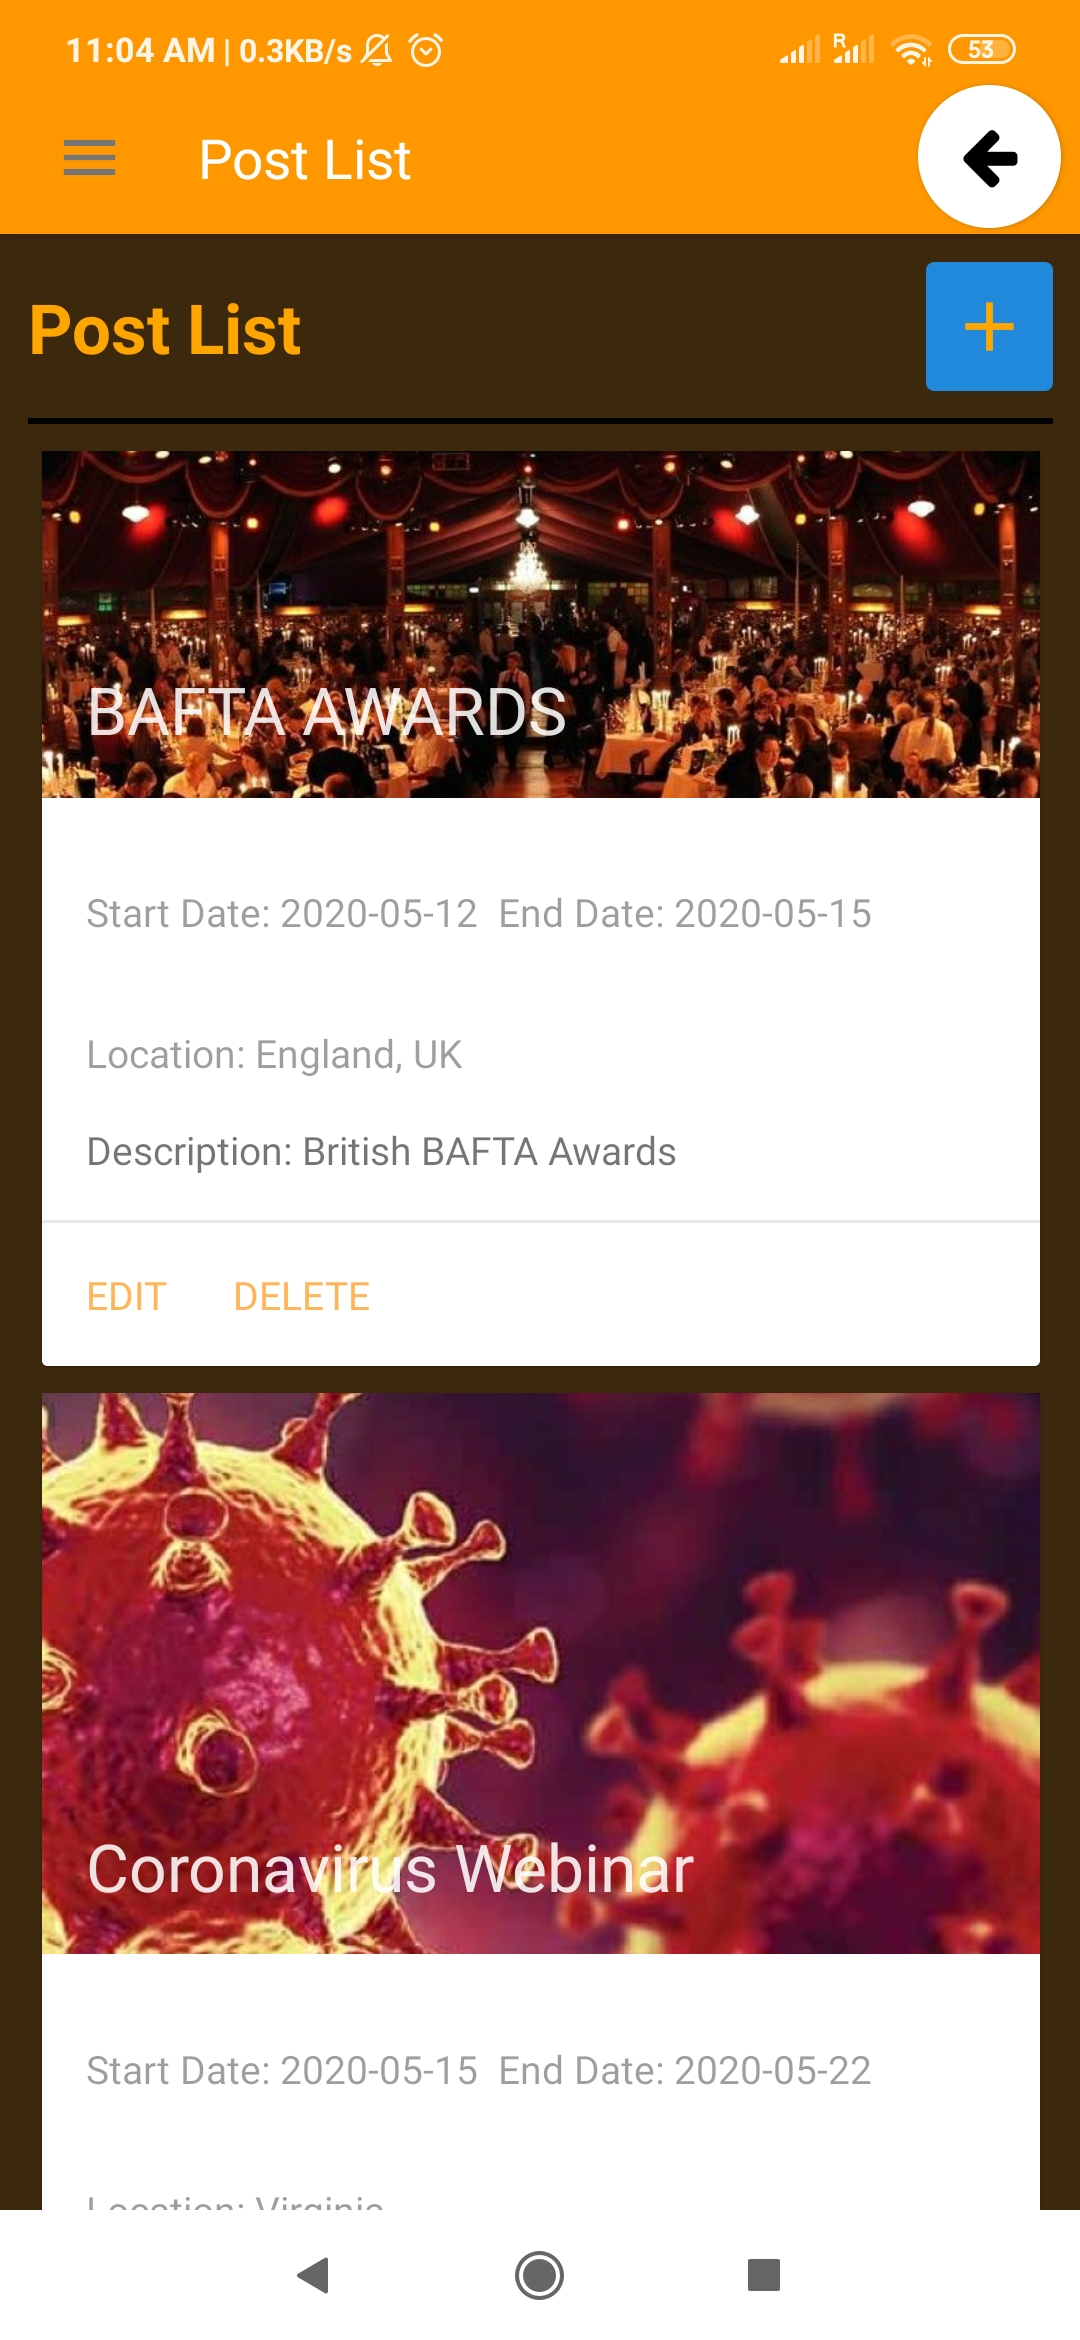 11:04 AM | 0.3KB/s R 53
Post List
Post List
+
BAFTA AWARDS
Start Date: 2020-05-12 End Date: 2020-05-15
Location: England, UK
Description: British BAFTA Awards
EDIT DELETE
Coronavirus Webinar
Start Date: 2020-05-15 End Date: 2020-05-22
Location: Virginia